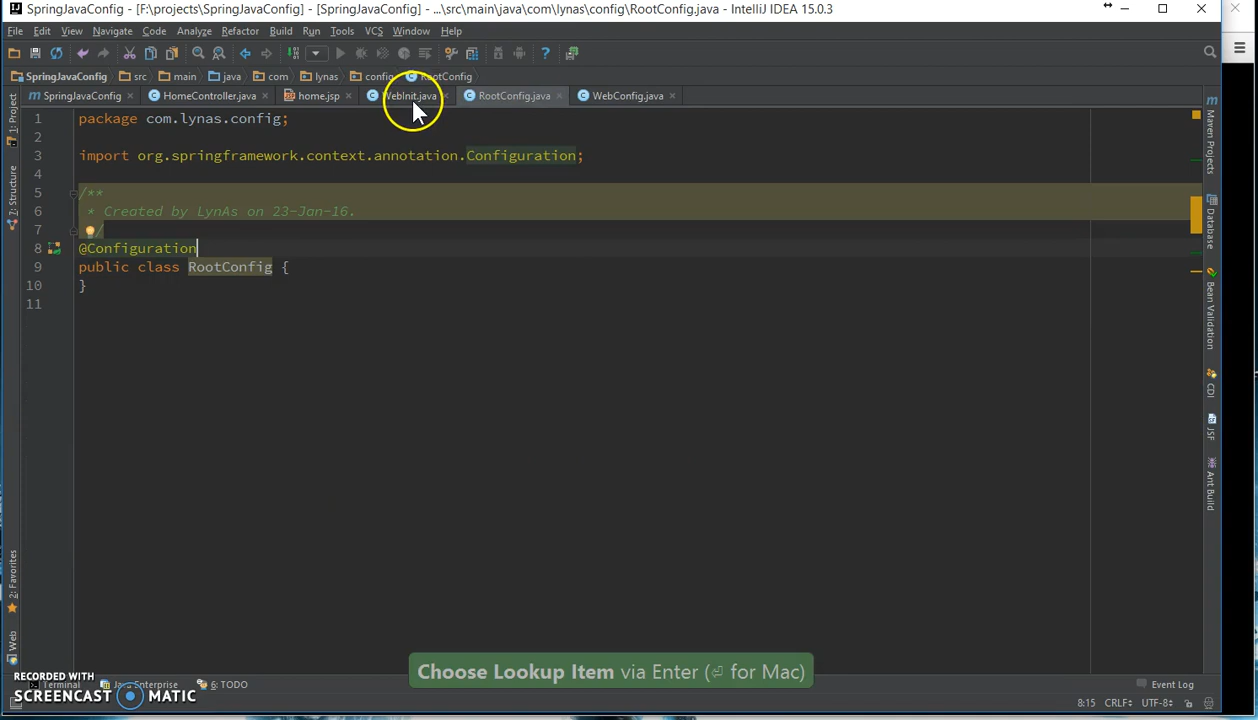 SpringJavaConfig - [F:\projects\SpringJavaConfig] - [SpringJavaConfig] - ...\src\main\java\com\lynas\config\RootConfig.java - IntelliJ IDEA 15.0.3
File Edit View Navigate Code Analyze Refactor Build Run Tools VCS Window Help
SpringJavaConfig src main java com lynas config RootConfig
SpringJavaConfig HomeController.java home.jsp WebInit.java RootConfig.java WebConfig.java
1 package com.lynas.config;
2
3 import org.springframework.context.annotation.Configuration;
4
5 /**
6 * Created by LynAs on 23-Jan-16.
7 /
8 @Configuration
9 public class RootConfig {
10 }
11
1: Project
7: Structure
2: Favorites
Web
Maven Projects
Database
Bean Validation
CDI
JSF
Ant Build
Choose Lookup Item via Enter (⏎ for Mac)
RECORDED WITH
SCREENCAST MATIC
Terminal Java Enterprise 6: TODO Event Log
8:15 CRLF UTF-8